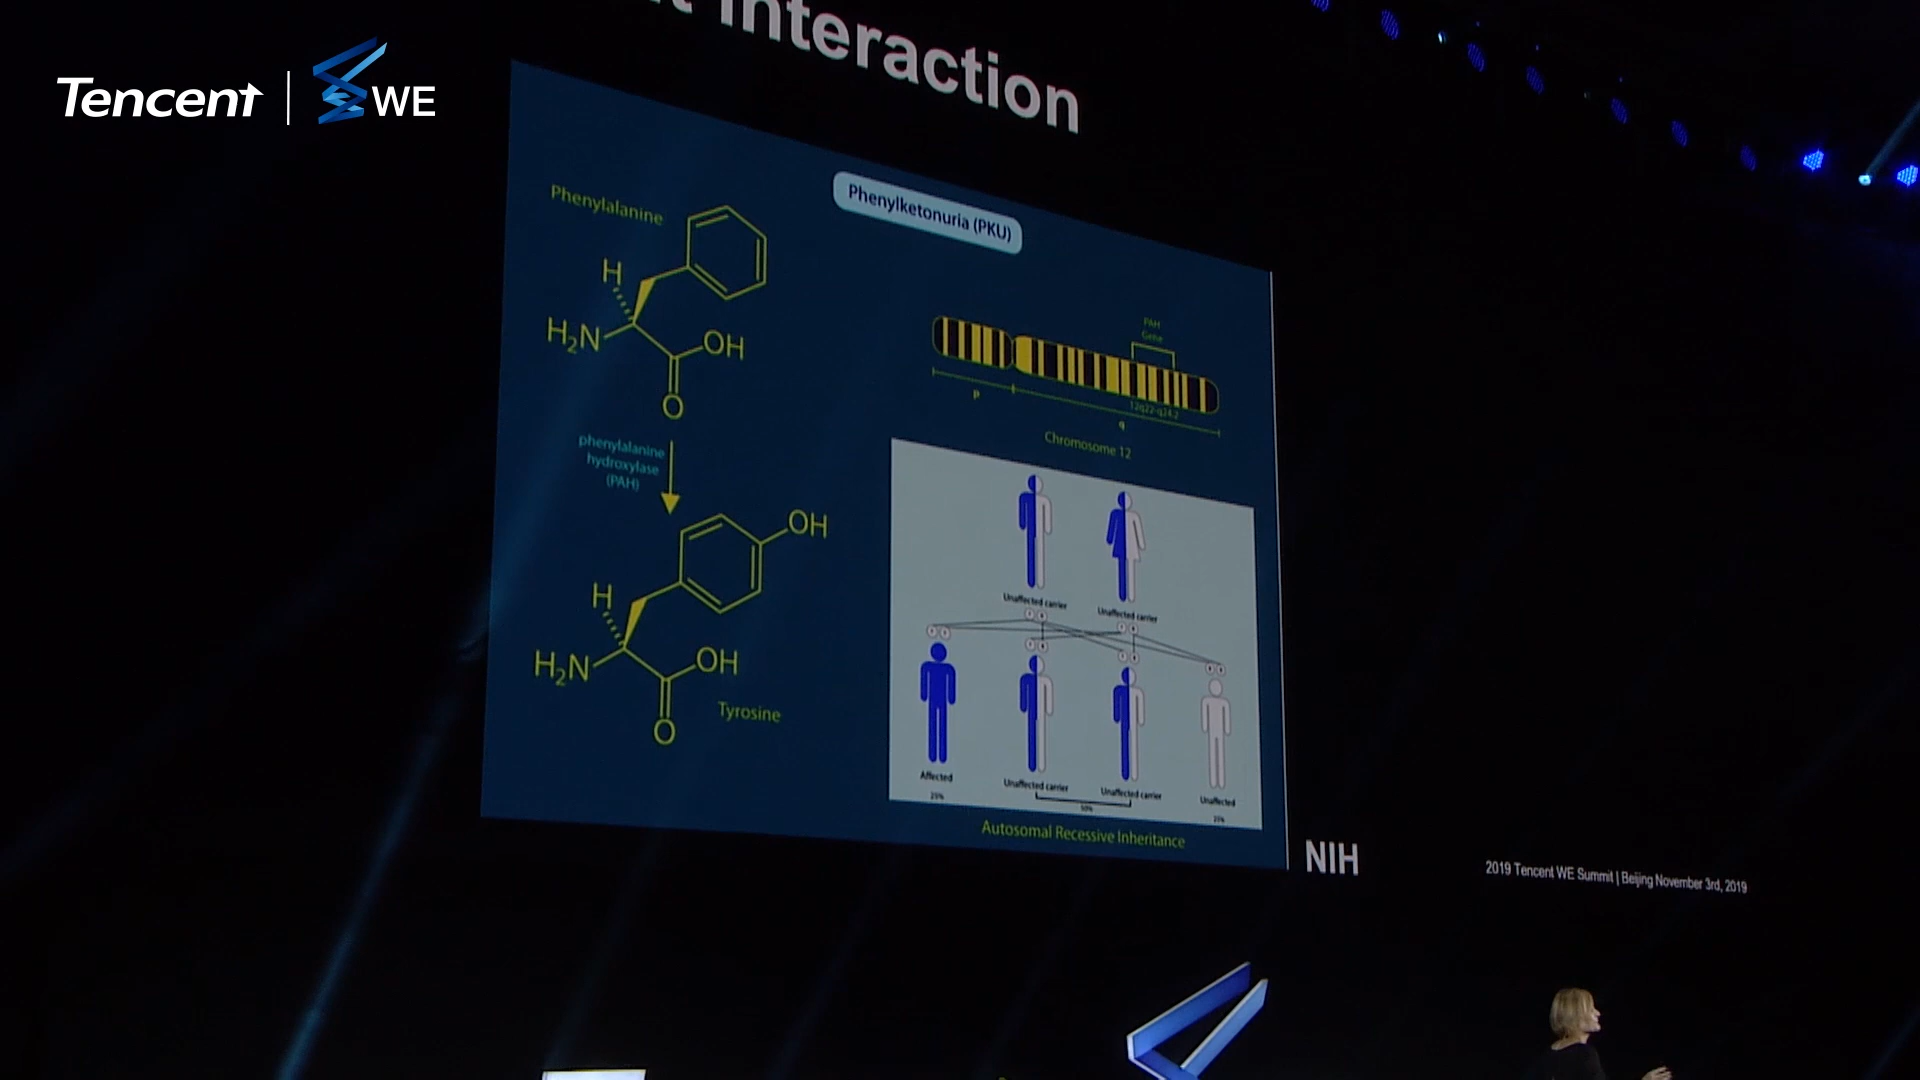 Tencent
WE
Interaction
Phenylketonuria (PKU)
Phenylalanine
H
H₂N
OH
O
phenylalanine
hydroxylase
(PAH)
OH
H
H₂N
OH
O
Tyrosine
PAH
Gene
p
12q22-q24.2
q
Chromosome 12
Unaffected carrier
Unaffected carrier
Affected
25%
Unaffected carrier
Unaffected carrier
50%
Unaffected
25%
Autosomal Recessive Inheritance
NIH
2019 Tencent WE Summit | Beijing November 3rd, 2019